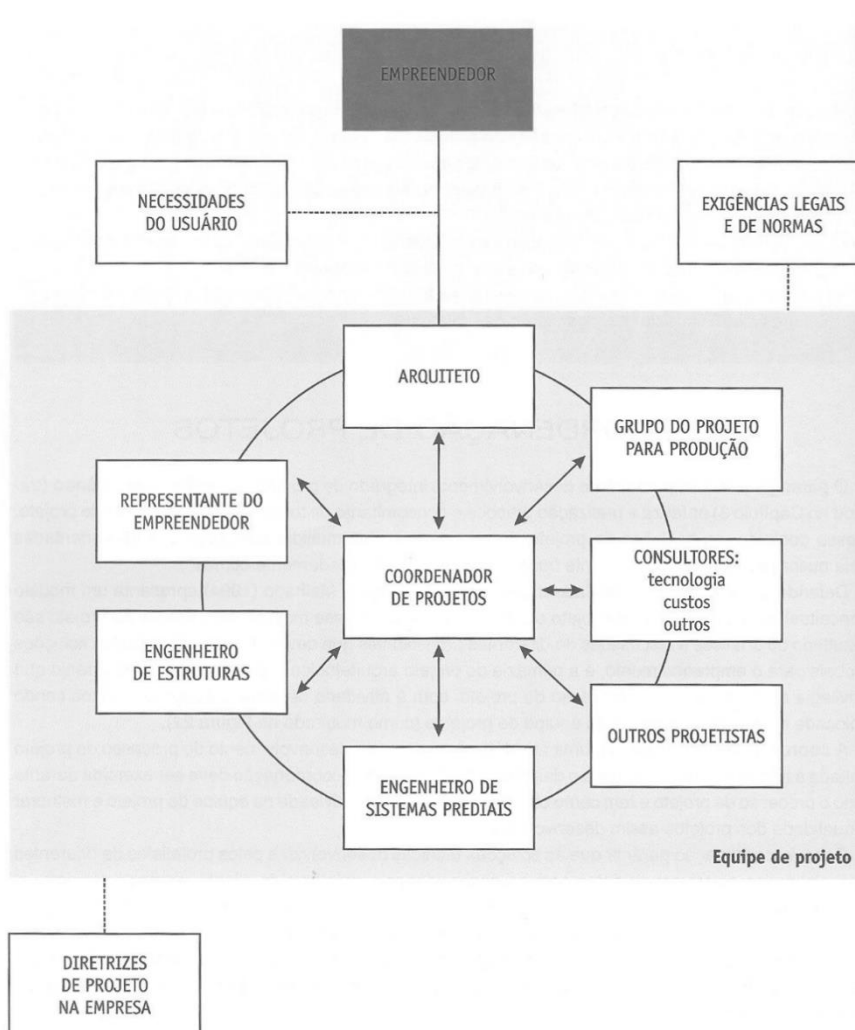 EMPREENDEDOR
NECESSIDADES
DO USUÁRIO
EXIGÊNCIAS LEGAIS
E DE NORMAS
ARQUITETO
GRUPO DO PROJETO
PARA PRODUÇÃO
REPRESENTANTE DO
EMPREENDEDOR
COORDENADOR
DE PROJETOS
CONSULTORES:
tecnologia
custos
outros
ENGENHEIRO
DE ESTRUTURAS
OUTROS PROJETISTAS
ENGENHEIRO DE
SISTEMAS PREDIAIS
Equipe de projeto
DIRETRIZES
DE PROJETO
NA EMPRESA